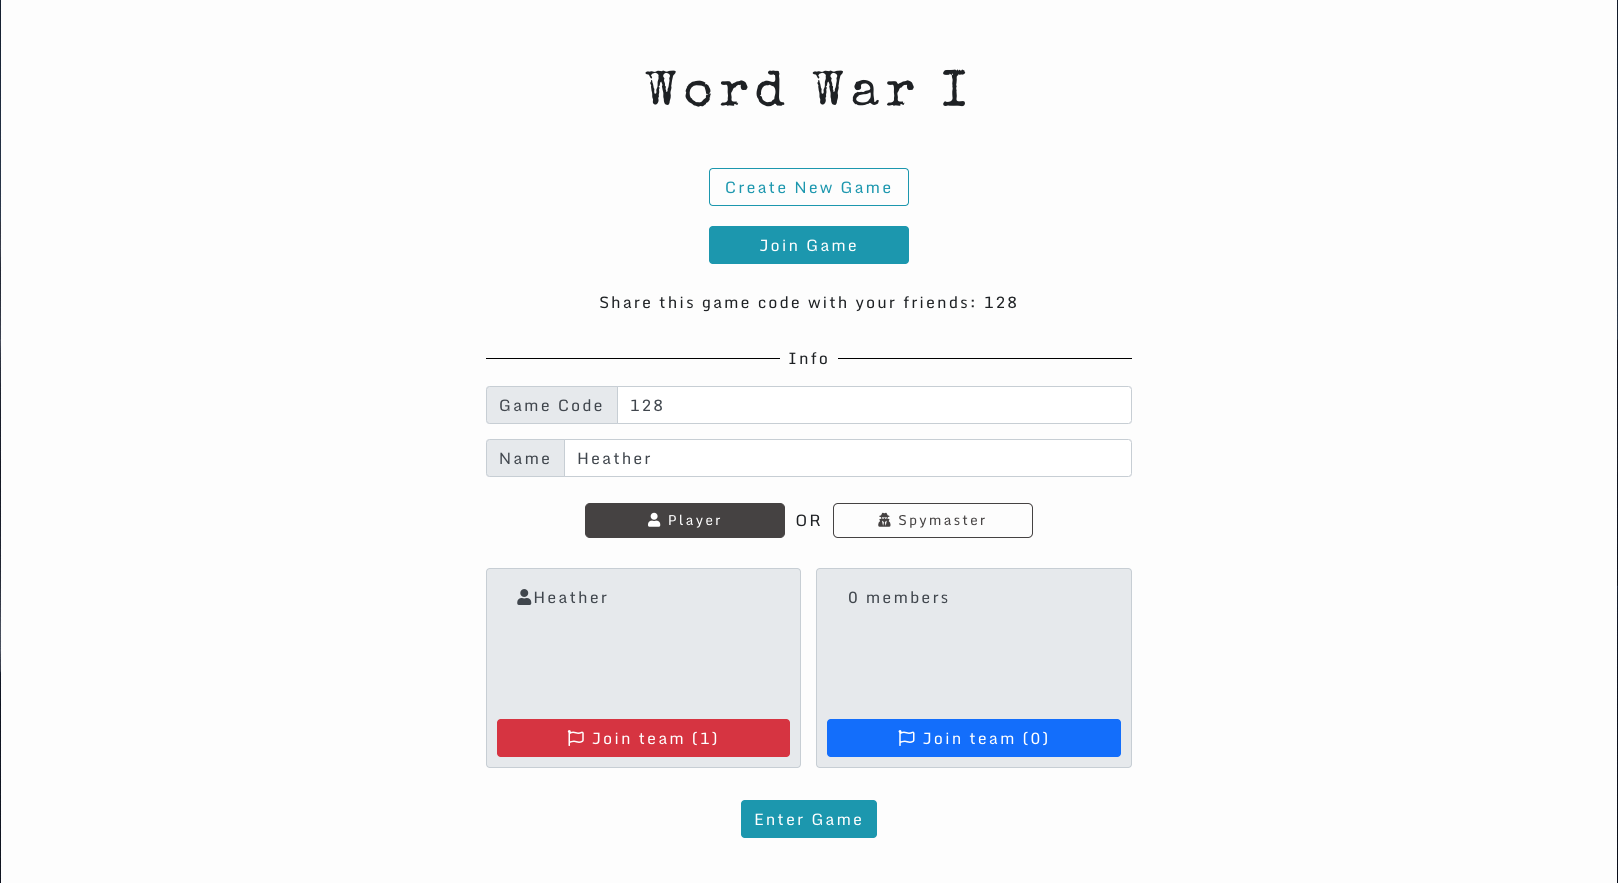 Word War I
Create New Game
Join Game
Share this game code with your friends: 128
Info
Game Code 128
Name Heather
Player OR Spymaster
Heather
0 members
Join team (1)
Join team (0)
Enter Game